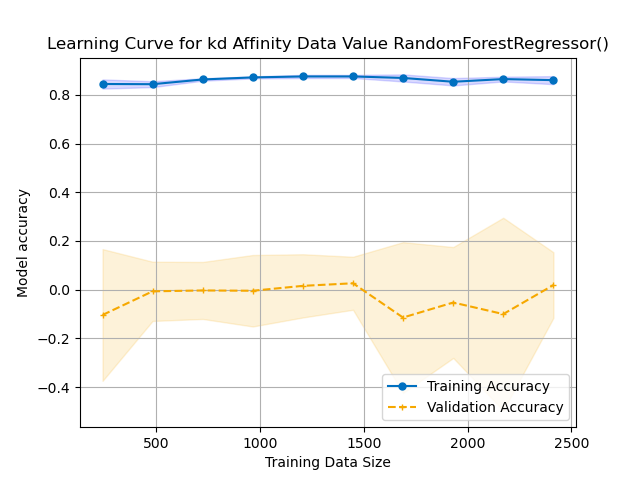 Learning Curve for kd Affinity Data Value RandomForestRegressor()
Model accuracy
0.8
0.6
0.4
0.2
0.0
−0.2
−0.4
Training Accuracy
Validation Accuracy
500
1000
1500
2000
2500
Training Data Size